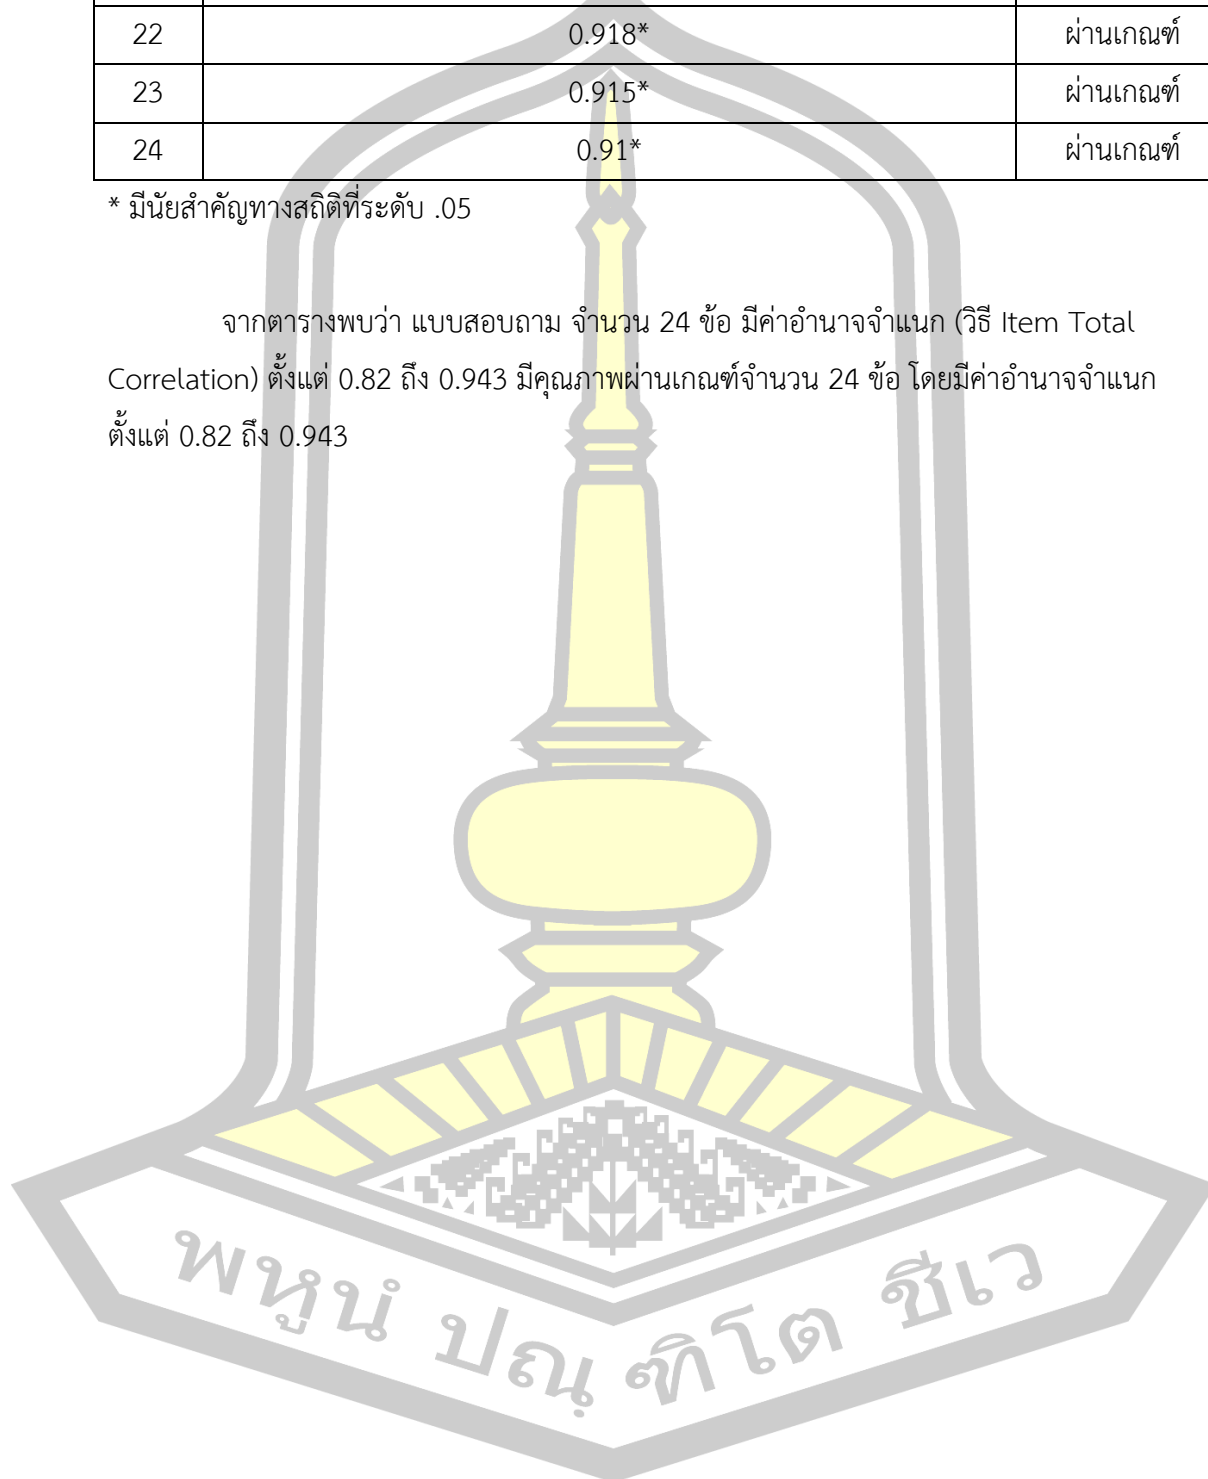 22 0.918* ผ่านเกณฑ์
23 0.915* ผ่านเกณฑ์
24 0.91* ผ่านเกณฑ์
* มีนัยสำคัญทางสถิติที่ระดับ .05
จากตารางพบว่า แบบสอบถาม จำนวน 24 ข้อ มีค่าอำนาจจำแนก (วิธี Item Total
Correlation) ตั้งแต่ 0.82 ถึง 0.943 มีคุณภาพผ่านเกณฑ์จำนวน 24 ข้อ โดยมีค่าอำนาจจำแนก
ตั้งแต่ 0.82 ถึง 0.943
พหูนํ ปณฺฑิโต ชีเว